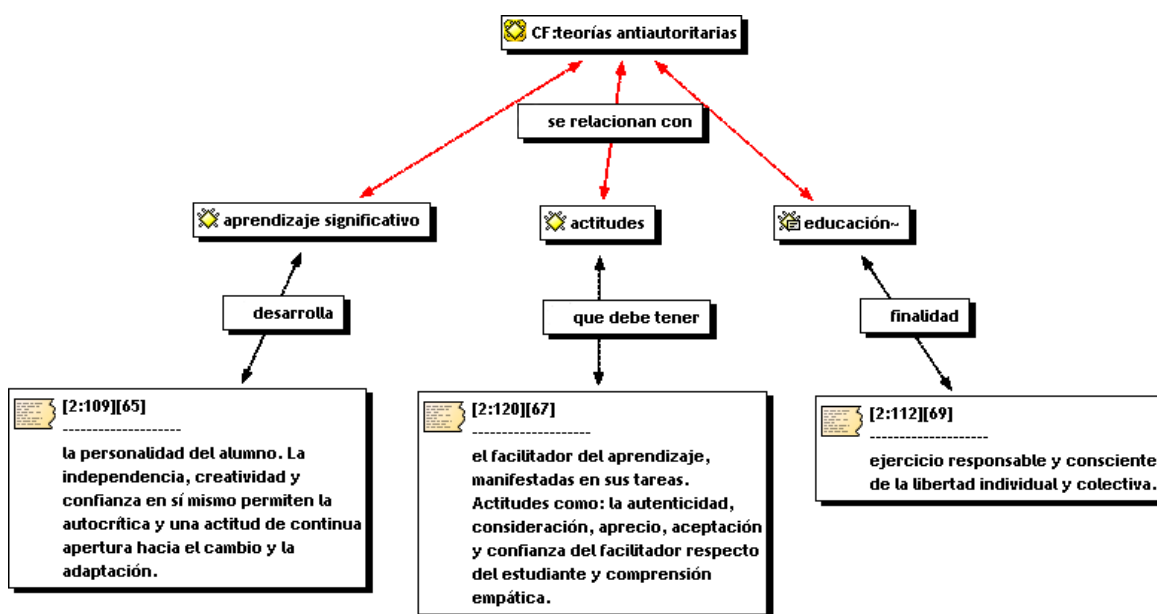 CF:teorías antiautoritarias
se relacionan con
aprendizaje significativo
actitudes
educación~
desarrolla
que debe tener
finalidad
[2:109][65]
--------------------
la personalidad del alumno. La
independencia, creatividad y
confianza en sí mismo permiten la
autocrítica y una actitud de continua
apertura hacia el cambio y la
adaptación.
[2:120][67]
--------------------
el facilitador del aprendizaje,
manifestadas en sus tareas.
Actitudes como: la autenticidad,
consideración, aprecio, aceptación
y confianza del facilitador respecto
del estudiante y comprensión
empática.
[2:112][69]
--------------------
ejercicio responsable y consciente
de la libertad individual y colectiva.